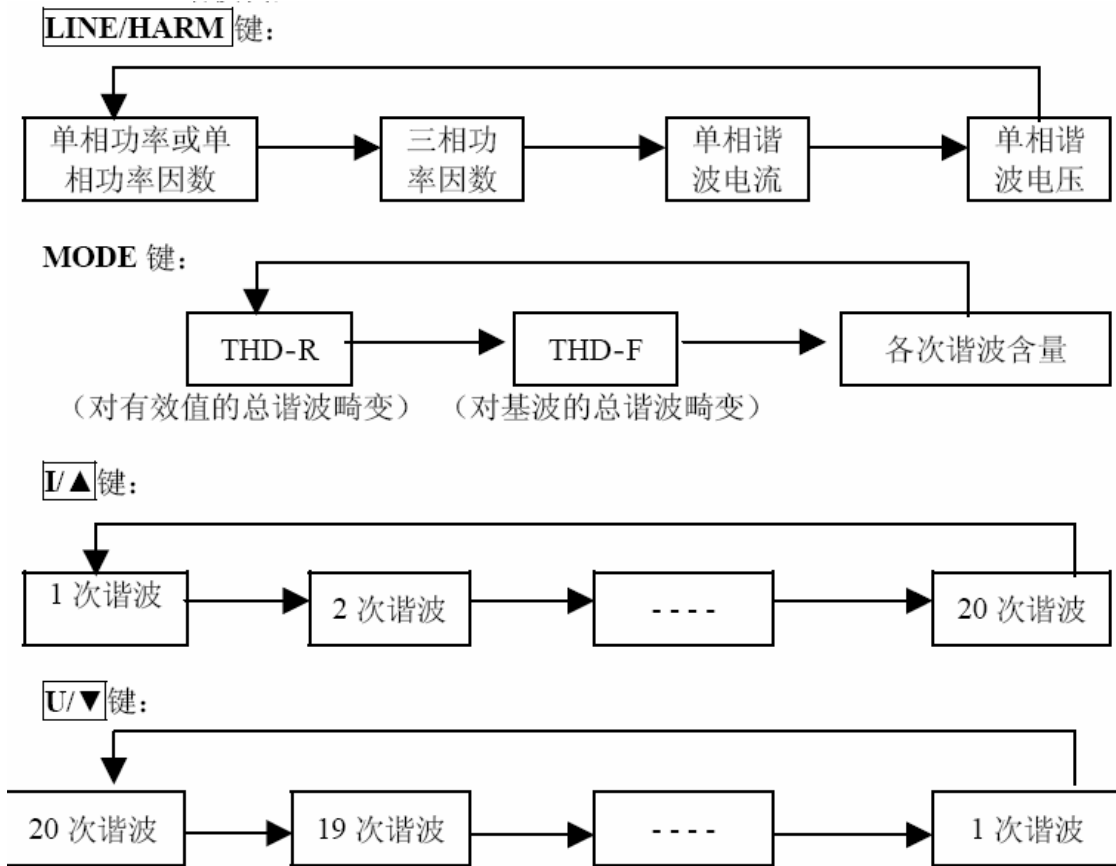 LINE/HARM 键：
单相功率或单
相功率因数
三相功
率因数
单相谐
波电流
单相谐
波电压
MODE 键：
THD-R
THD-F
各次谐波含量
（对有效值的总谐波畸变）
（对基波的总谐波畸变）
I/▲键：
1 次谐波
2 次谐波
----
20 次谐波
U/▼键：
20 次谐波
19 次谐波
----
1 次谐波